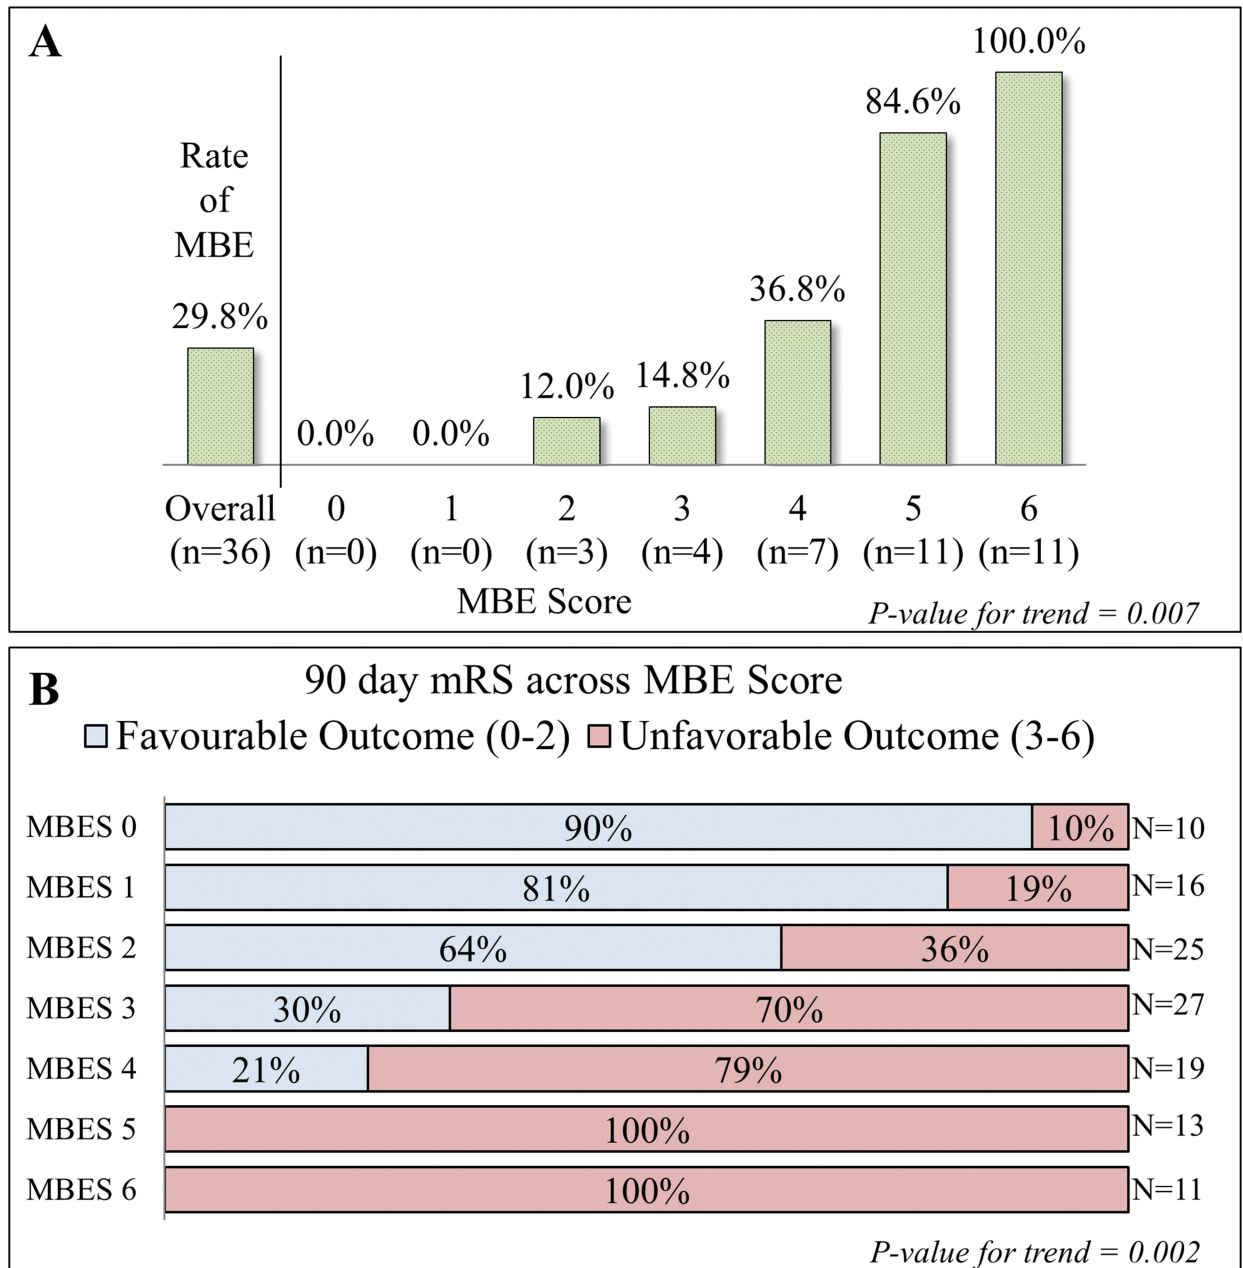 A
Rate
of
MBE
29.8%
0.0%
0.0%
12.0%
14.8%
36.8%
84.6%
100.0%
Overall 0 1 2 3 4 5 6
(n=36) (n=0) (n=0) (n=3) (n=4) (n=7) (n=11) (n=11)
MBE Score
P-value for trend = 0.007
B
90 day mRS across MBE Score
Favourable Outcome (0-2) Unfavorable Outcome (3-6)
MBES 0 90% 10% N=10
MBES 1 81% 19% N=16
MBES 2 64% 36% N=25
MBES 3 30% 70% N=27
MBES 4 21% 79% N=19
MBES 5 100% N=13
MBES 6 100% N=11
P-value for trend = 0.002